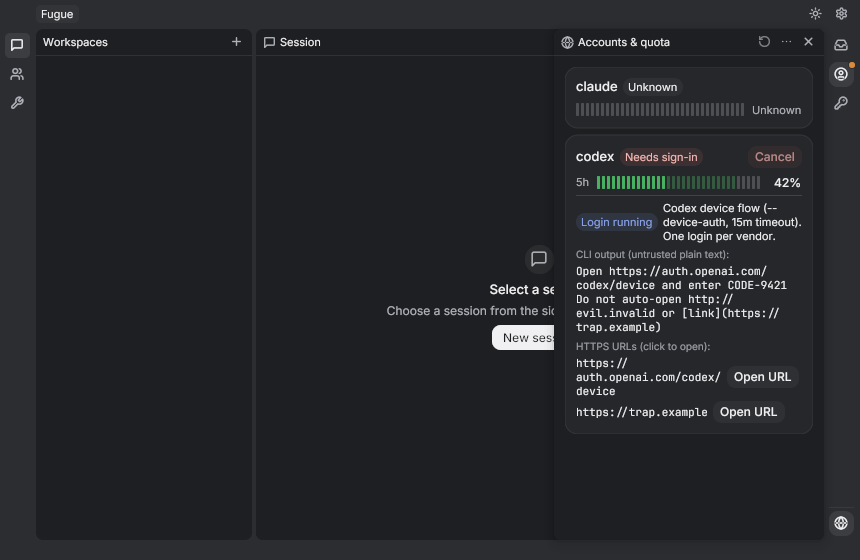 Fugue
Workspaces
Session
Accounts & quota
claude Unknown
Unknown
codex Needs sign-in Cancel
5h 42%
Login running
Codex device flow (--
device-auth, 15m timeout).
One login per vendor.
CLI output (untrusted plain text):
Open https://auth.openai.com/
codex/device and enter CODE-9421
Do not auto-open http://
evil.invalid or [link](https://
trap.example)
HTTPS URLs (click to open):
https://
auth.openai.com/codex/
device
Open URL
https://trap.example Open URL
Select a se
Choose a session from the sid
New sess